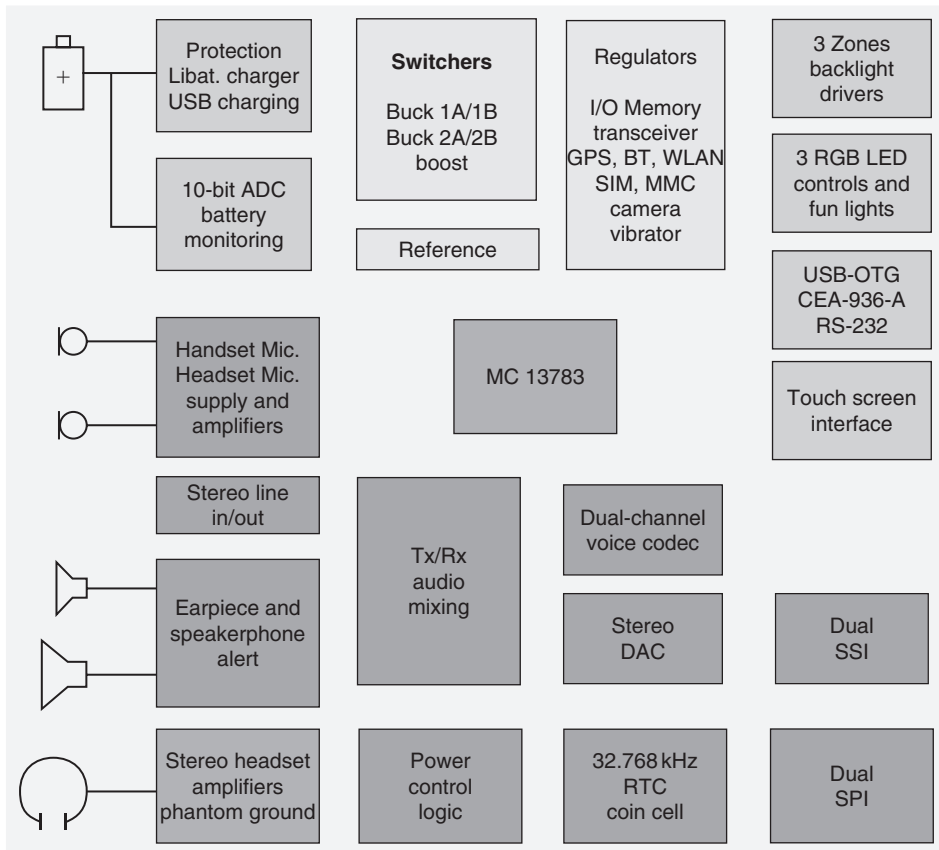 +
Protection
Libat. charger
USB charging
10-bit ADC
battery
monitoring
Switchers
Buck 1A/1B
Buck 2A/2B
boost
Reference
Regulators
I/O Memory
transceiver
GPS, BT, WLAN
SIM, MMC
camera
vibrator
3 Zones
backlight
drivers
3 RGB LED
controls and
fun lights
USB-OTG
CEA-936-A
RS-232
Touch screen
interface
Handset Mic.
Headset Mic.
supply and
amplifiers
MC 13783
Stereo line
in/out
Tx/Rx
audio
mixing
Dual-channel
voice codec
Earpiece and
speakerphone
alert
Stereo
DAC
Dual
SSI
Stereo headset
amplifiers
phantom ground
Power
control
logic
32.768 kHz
RTC
coin cell
Dual
SPI